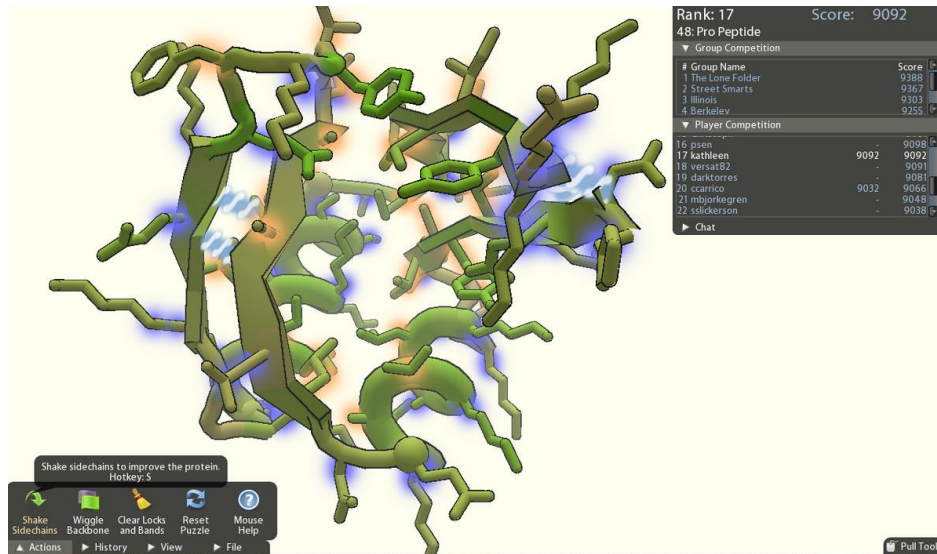 Rank: 17 Score: 9092
48: Pro Peptide
▼ Group Competition
# Group Name Score
1 The Lone Folder 9388
2 Street Smarts 9367
3 Illinois 9303
4 Berkeley 9255
▼ Player Competition
16 psen - 9098
17 kathleen 9092 9092
18 versat82 - 9091
19 darktorres - 9081
20 ccarrico 9032 9066
21 mbjorkegren - 9048
22 sslickerson - 9038
▶ Chat
Shake sidechains to improve the protein.
Hotkey: S
Shake Sidechains
Wiggle Backbone
Clear Locks and Bands
Reset Puzzle
Mouse Help
▲ Actions ▶ History ▶ View ▶ File
Pull Tool